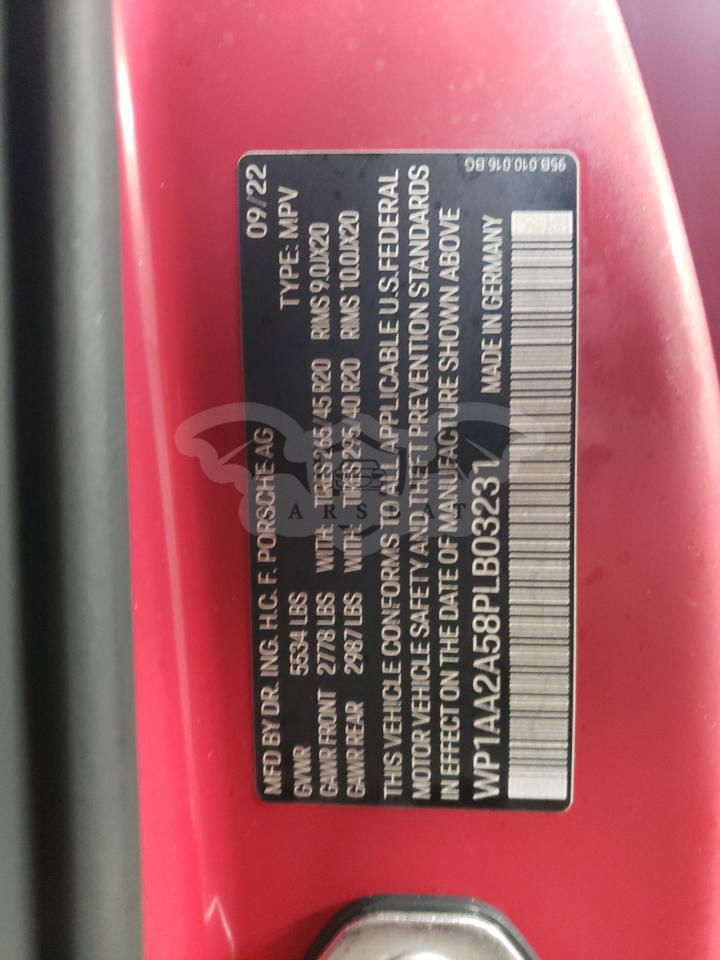 MFD BY DR. ING. H.C. F. PORSCHE AG 09/22
GVWR 5534 LBS TYPE: MPV
GAWR FRONT 2778 LBS WITH: TIRES 265/45 R20 RIMS 9.0JX20
GAWR REAR 2987 LBS WITH: TIRES 295/40 R20 RIMS 10.0JX20
THIS VEHICLE CONFORMS TO ALL APPLICABLE U.S. FEDERAL
MOTOR VEHICLE SAFETY AND THEFT PREVENTION STANDARDS
IN EFFECT ON THE DATE OF MANUFACTURE SHOWN ABOVE
WP1AA2A58PLB03231 MADE IN GERMANY
95B.010.016.BG